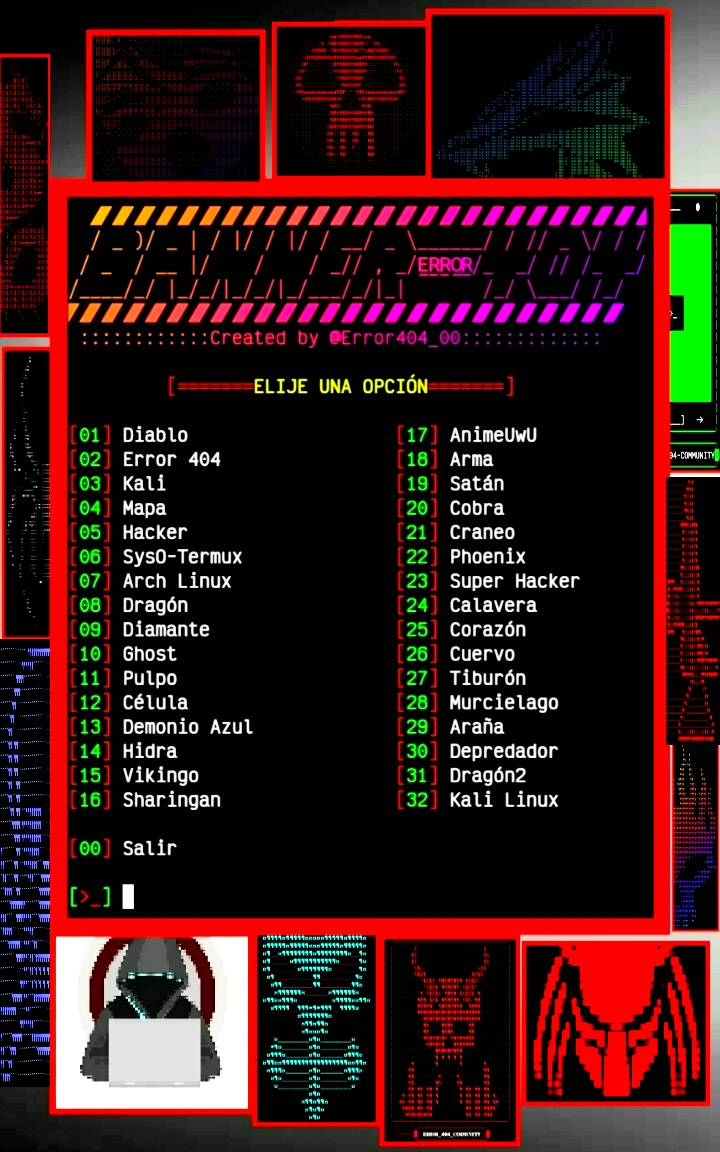 ERROR
::::::::::::Created by @Error404_00:::::::::::::
[=======ELIJE UNA OPCIÓN=======]
[01] Diablo [17] AnimeUwU
[02] Error 404 [18] Arma
[03] Kali [19] Satán
[04] Mapa [20] Cobra
[05] Hacker [21] Craneo
[06] SysO-Termux [22] Phoenix
[07] Arch Linux [23] Super Hacker
[08] Dragón [24] Calavera
[09] Diamante [25] Corazón
[10] Ghost [26] Cuervo
[11] Pulpo [27] Tiburón
[12] Célula [28] Murcielago
[13] Demonio Azul [29] Araña
[14] Hidra [30] Depredador
[15] Vikingo [31] Dragón2
[16] Sharingan [32] Kali Linux
[00] Salir
[>_]
04-COMMUNITY
ERROR_404_COMMUNITY